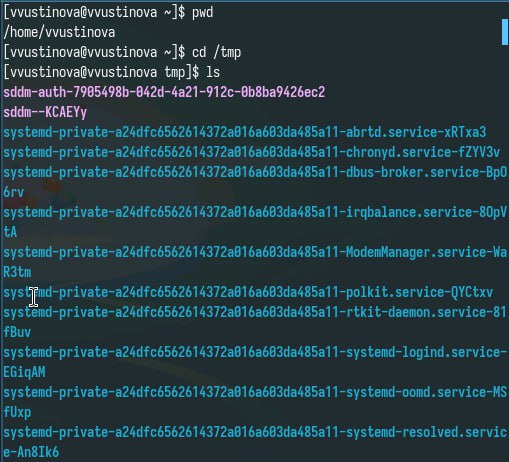 [vvustinova@vvustinova ~]$ pwd
/home/vvustinova
[vvustinova@vvustinova ~]$ cd /tmp
[vvustinova@vvustinova tmp]$ ls
sddm-auth-7905498b-042d-4a21-912c-0b8ba9426ec2
sddm--KCAEYy
systemd-private-a24dfc6562614372a016a603da485a11-abrtd.service-xRTxa3
systemd-private-a24dfc6562614372a016a603da485a11-chronyd.service-fZYV3v
systemd-private-a24dfc6562614372a016a603da485a11-dbus-broker.service-BpO
6rv
systemd-private-a24dfc6562614372a016a603da485a11-irqbalance.service-8OpV
tA
systemd-private-a24dfc6562614372a016a603da485a11-ModemManager.service-Wa
R3tm
systemd-private-a24dfc6562614372a016a603da485a11-polkit.service-QYCtxv
systemd-private-a24dfc6562614372a016a603da485a11-rtkit-daemon.service-81
fBuv
systemd-private-a24dfc6562614372a016a603da485a11-systemd-logind.service-
EGiqAM
systemd-private-a24dfc6562614372a016a603da485a11-systemd-oomd.service-MS
fUxp
systemd-private-a24dfc6562614372a016a603da485a11-systemd-resolved.servic
e-An8Ik6